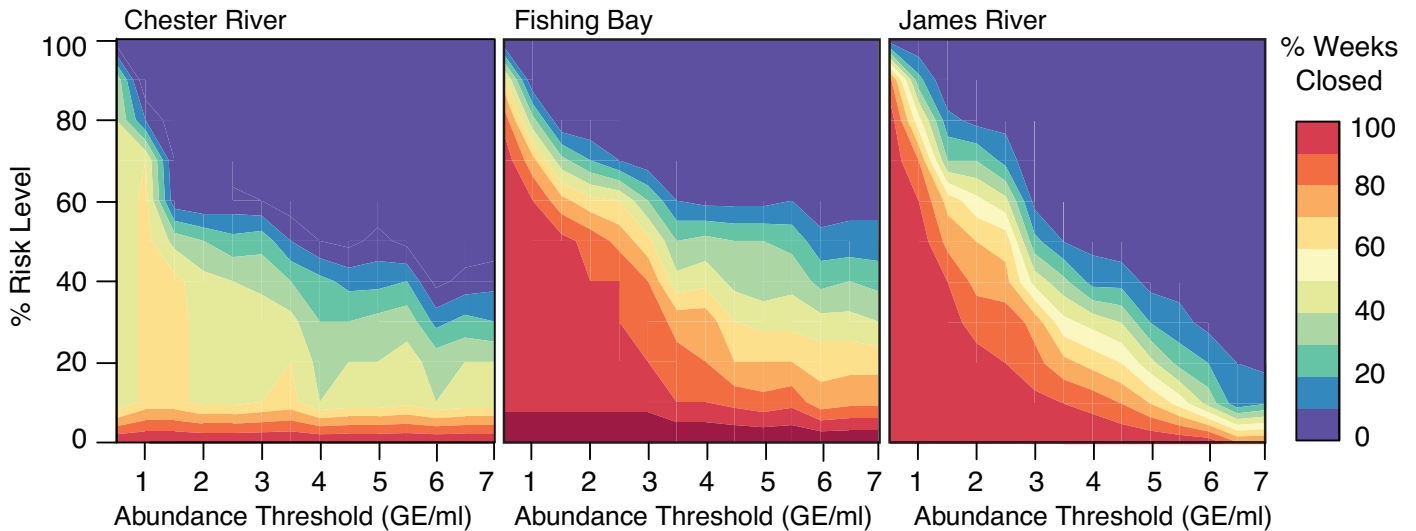 Chester River
Fishing Bay
James River
% Weeks
Closed
% Risk Level
100
80
60
40
20
0
100
80
60
40
20
0
1 2 3 4 5 6 7
1 2 3 4 5 6 7
1 2 3 4 5 6 7
Abundance Threshold (GE/ml)
Abundance Threshold (GE/ml)
Abundance Threshold (GE/ml)